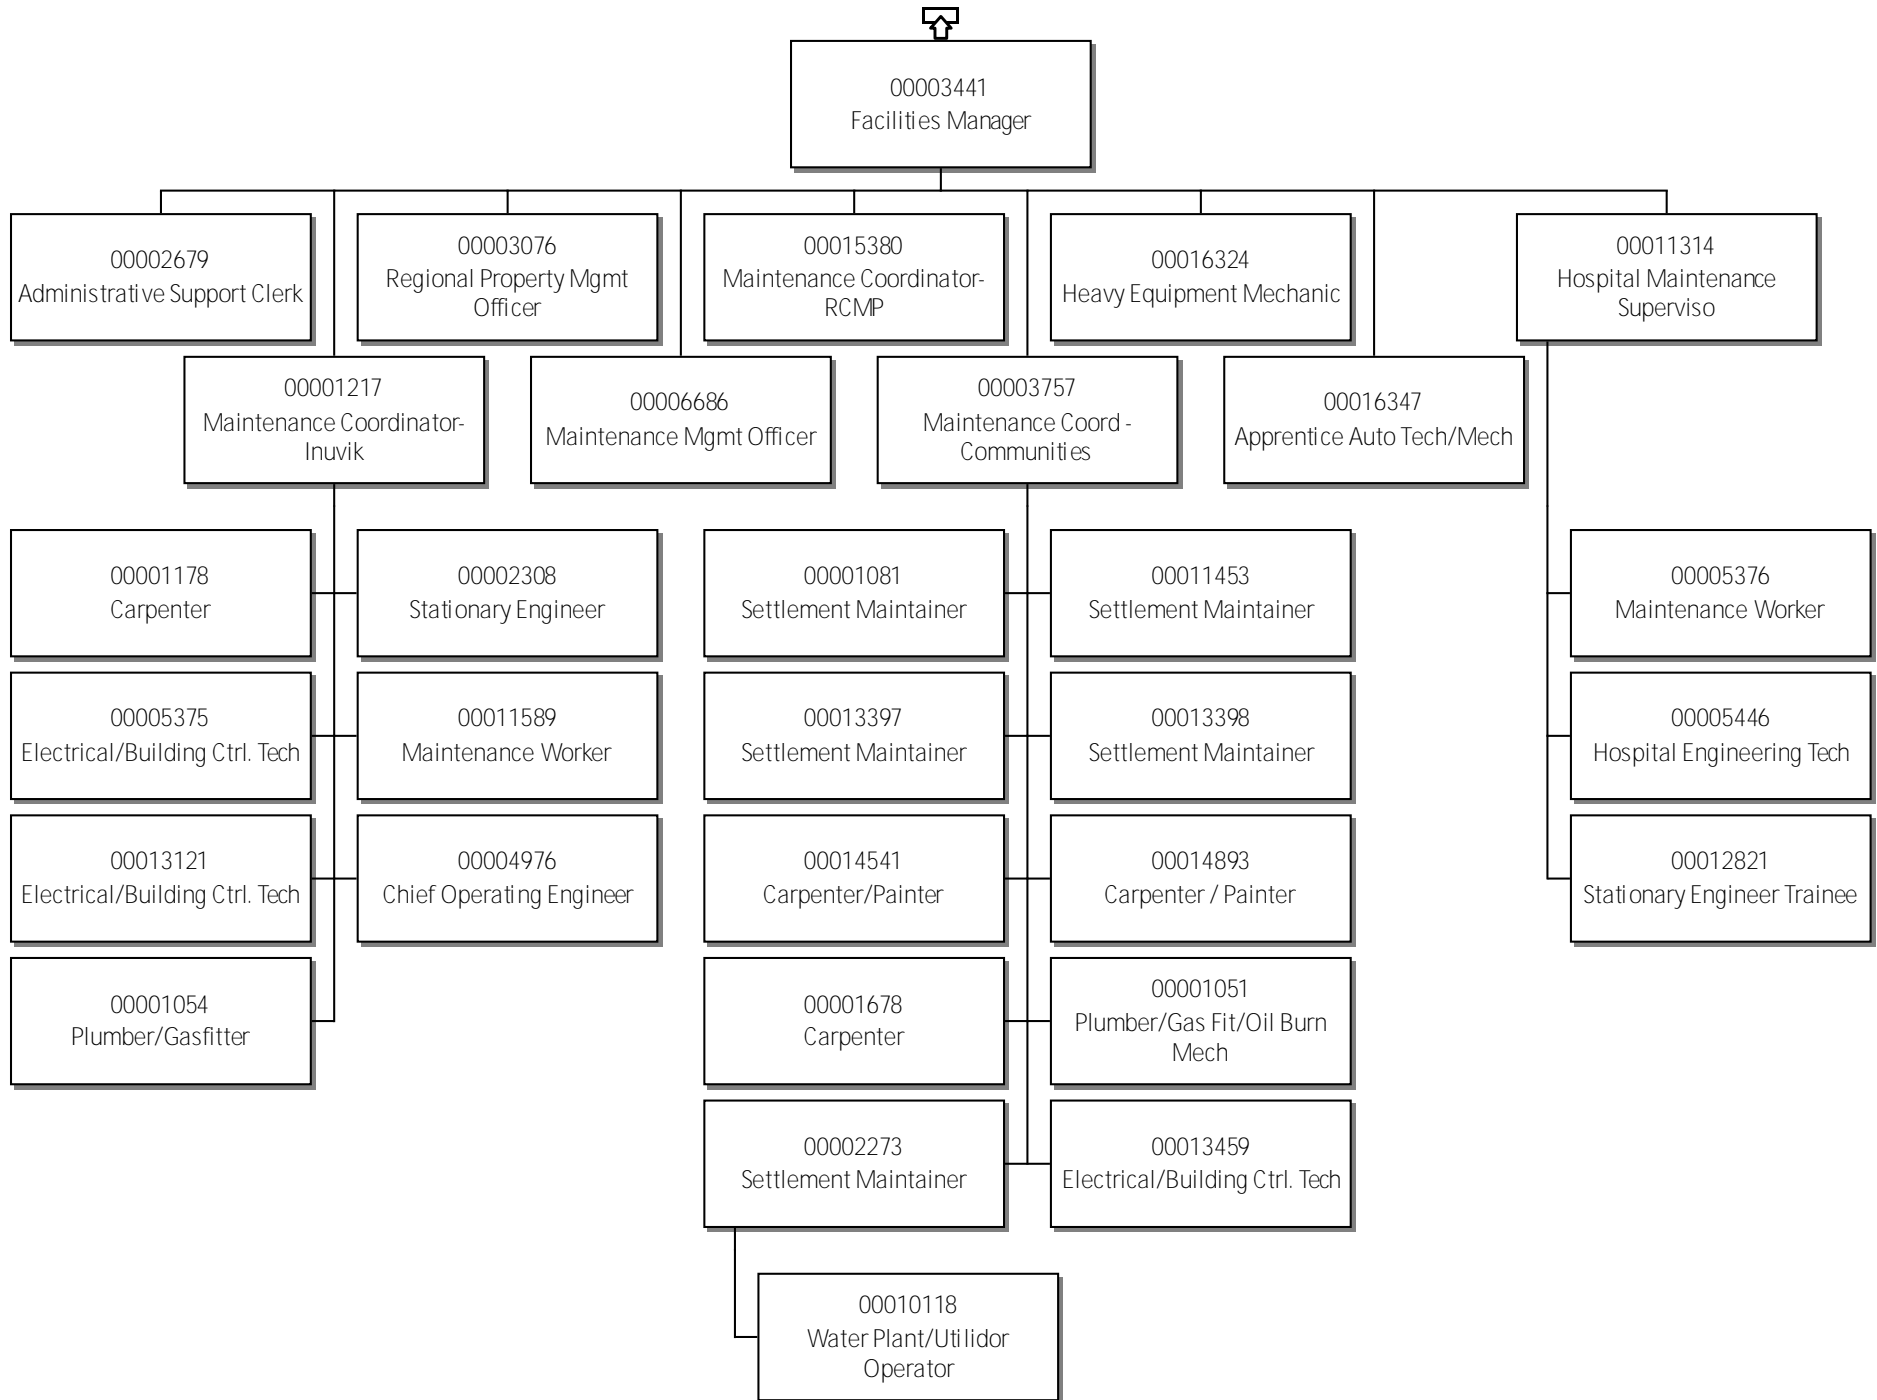 00003441
Facilities Manager
00002679
Administrative Support Clerk
00003076
Regional Property Mgmt
Officer
00015380
Maintenance Coordinator-
RCMP
00016324
Heavy Equipment Mechanic
00011314
Hospital Maintenance
Superviso
00001217
Maintenance Coordinator-
Inuvik
00006686
Maintenance Mgmt Officer
00003757
Maintenance Coord -
Communities
00016347
Apprentice Auto Tech/Mech
00001178
Carpenter
00002308
Stationary Engineer
00001081
Settlement Maintainer
00011453
Settlement Maintainer
00005376
Maintenance Worker
00005375
Electrical/Building Ctrl. Tech
00011589
Maintenance Worker
00013397
Settlement Maintainer
00013398
Settlement Maintainer
00005446
Hospital Engineering Tech
00013121
Electrical/Building Ctrl. Tech
00004976
Chief Operating Engineer
00014541
Carpenter/Painter
00014893
Carpenter / Painter
00012821
Stationary Engineer Trainee
00001054
Plumber/Gasfitter
00001678
Carpenter
00001051
Plumber/Gas Fit/Oil Burn
Mech
00002273
Settlement Maintainer
00013459
Electrical/Building Ctrl. Tech
00010118
Water Plant/Utilidor
Operator